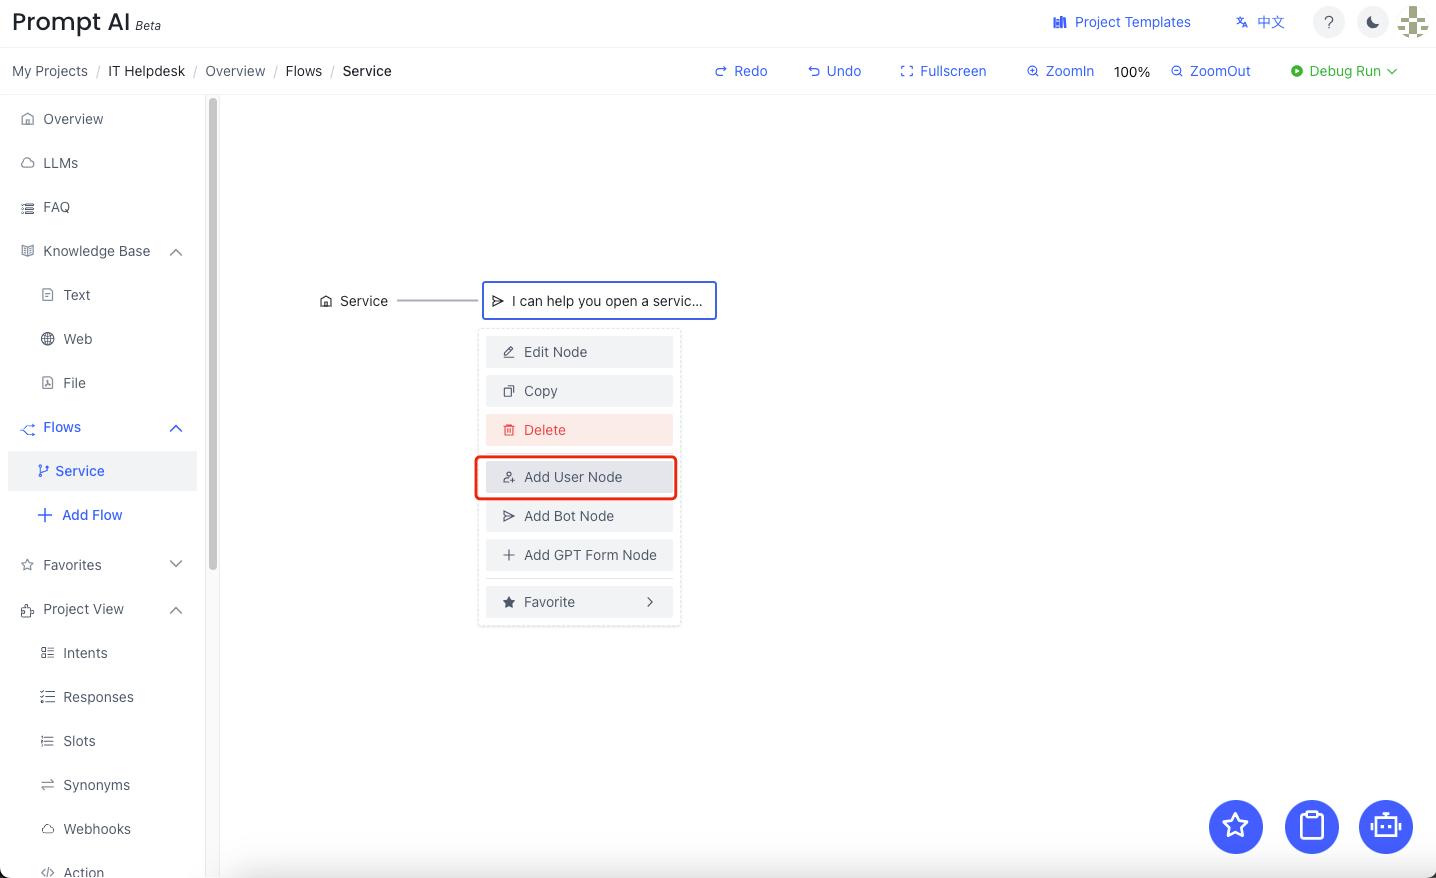 Prompt AI Beta
Project Templates
中文
?
My Projects / IT Helpdesk / Overview / Flows / Service
Redo
Undo
Fullscreen
ZoomIn
100%
ZoomOut
Debug Run
Overview
LLMs
FAQ
Knowledge Base
Text
Web
File
Flows
Service
Add Flow
Favorites
Project View
Intents
Responses
Slots
Synonyms
Webhooks
Action
Service
I can help you open a servic...
Edit Node
Copy
Delete
Add User Node
Add Bot Node
Add GPT Form Node
Favorite